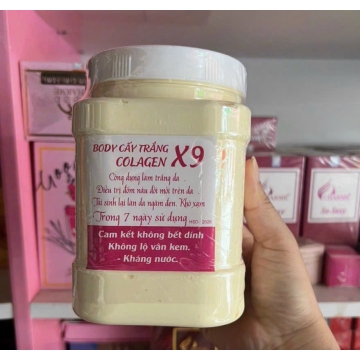 BODY CẤY TRẮNG
COLAGEN X9
Công dụng làm trắng da
Điều trị đốm nâu đồi mồi trên da
Tái sinh lại làn da ngăm đen. Khô xạm
Trong 7 ngày sử dụng
Cam kết không bết dính
Không lộ vân kem.
- Kháng nước.